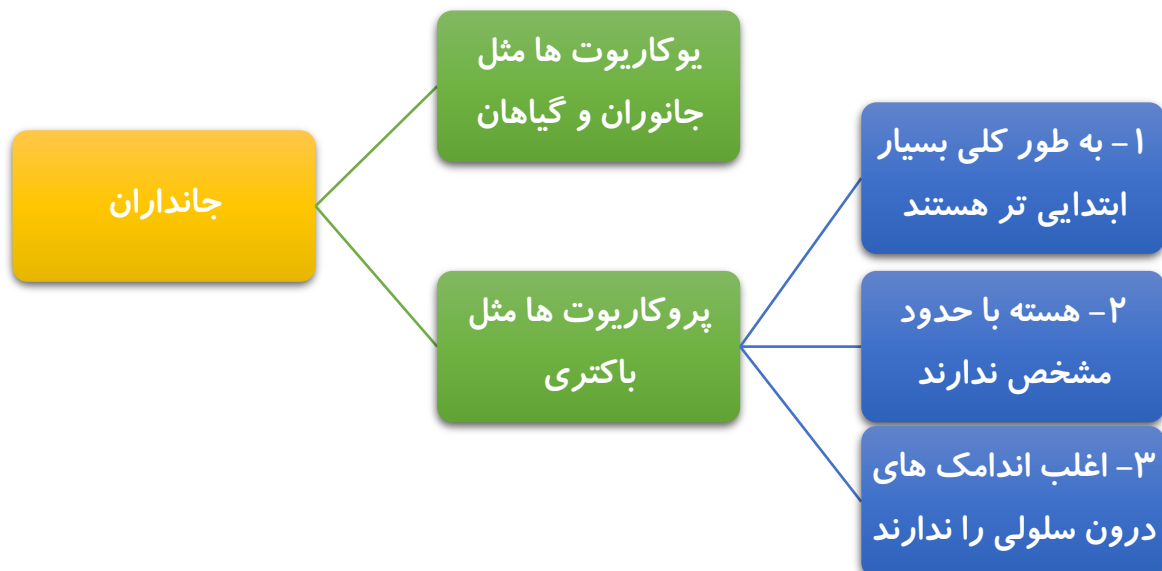 جانداران
یوکاریوت ها مثل
جانوران و گیاهان
پروکاریوت ها مثل
باکتری
۱- به طور کلی بسیار
ابتدایی تر هستند
۲- هسته با حدود
مشخص ندارند
۳- اغلب اندامک های
درون سلولی را ندارند